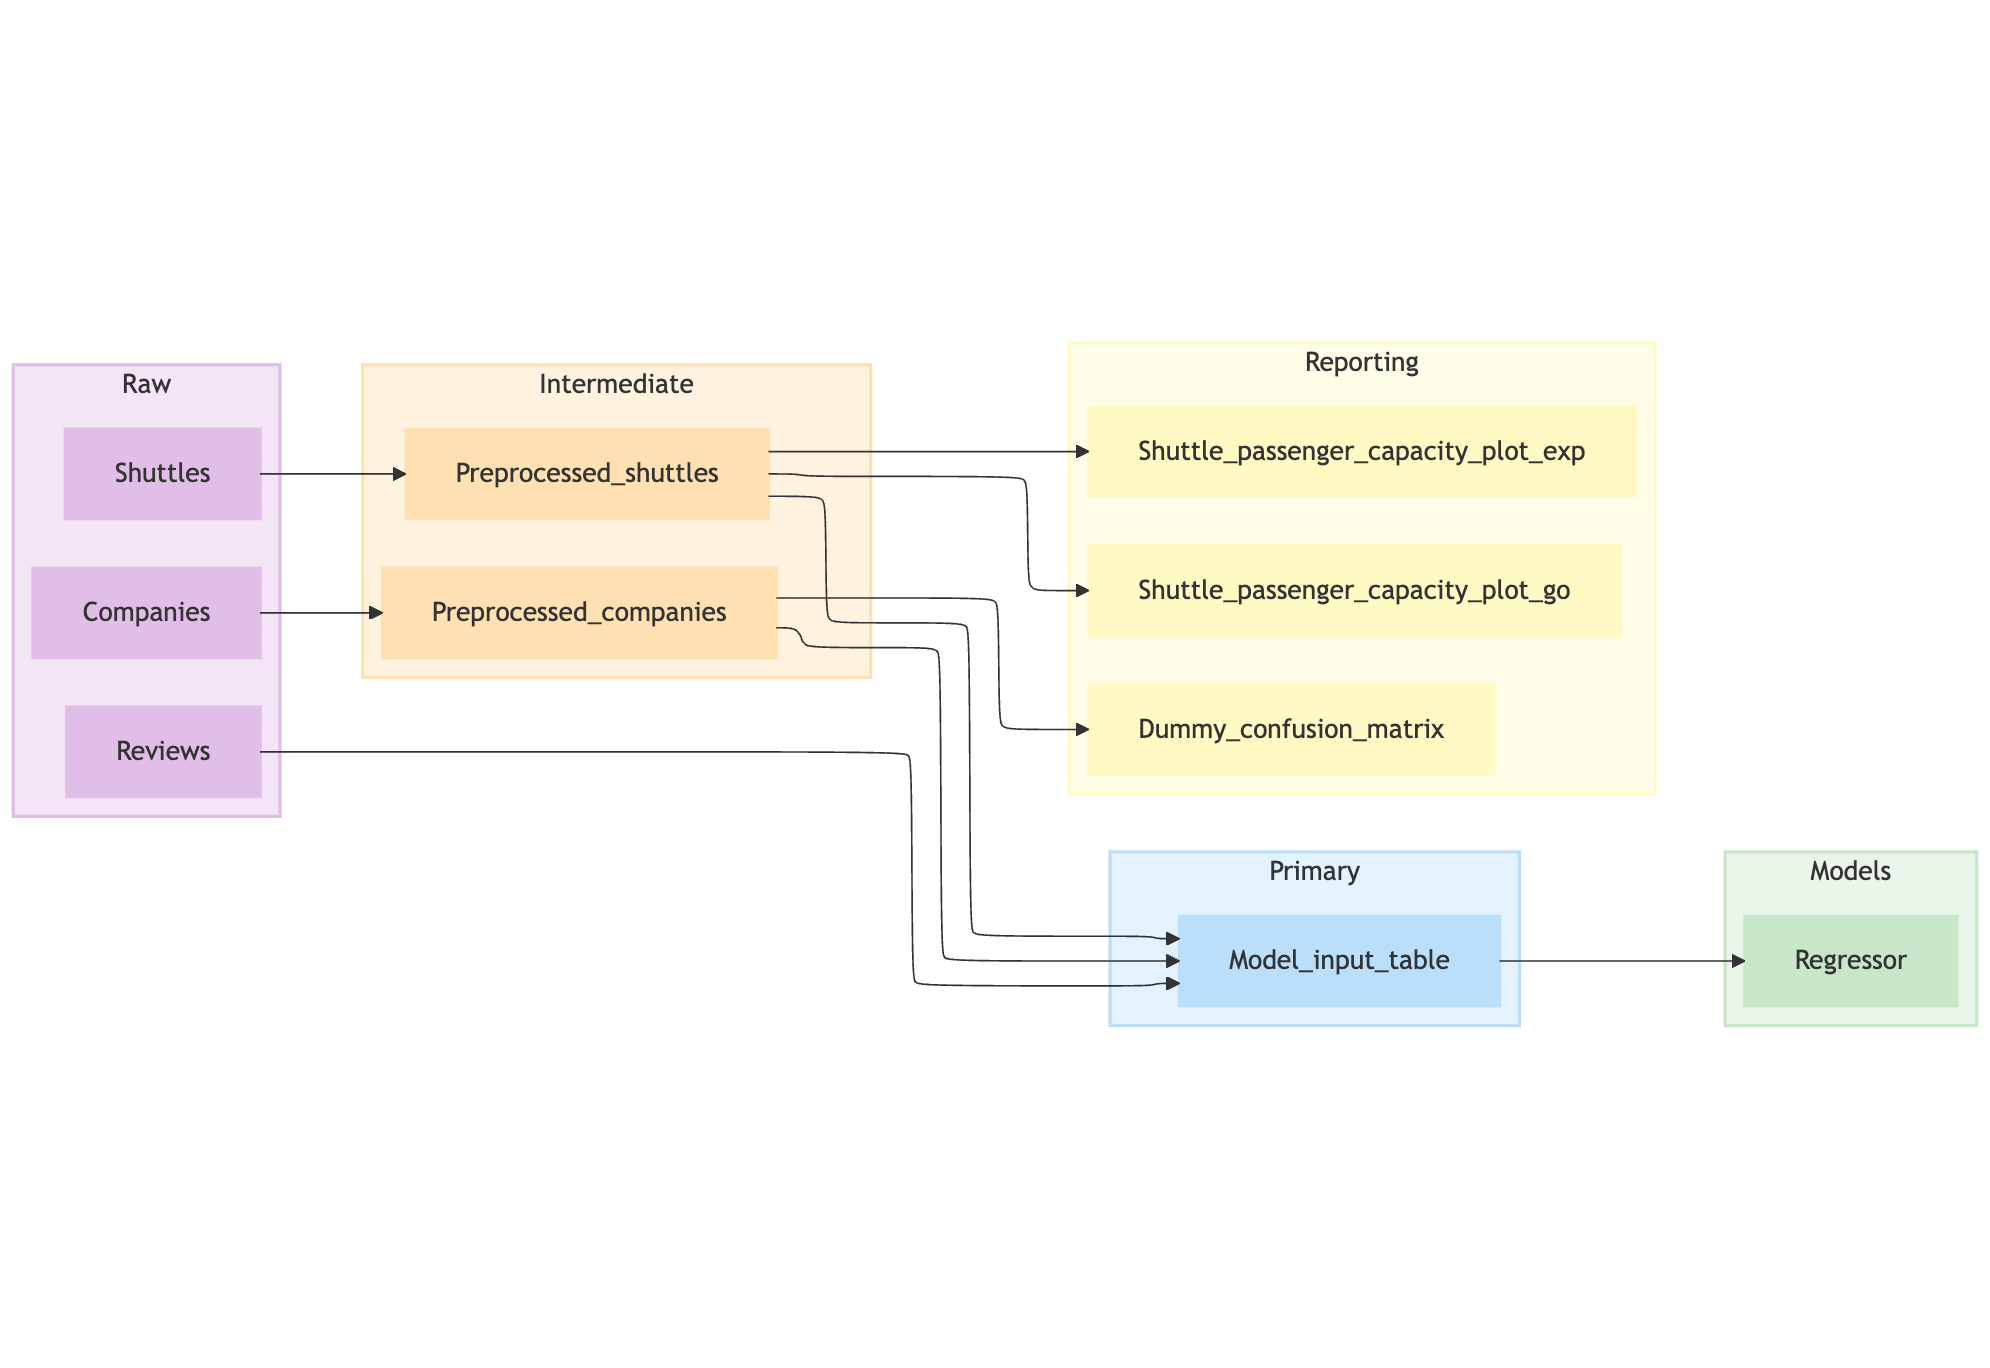 Raw
Shuttles
Companies
Reviews
Intermediate
Preprocessed_shuttles
Preprocessed_companies
Reporting
Shuttle_passenger_capacity_plot_exp
Shuttle_passenger_capacity_plot_go
Dummy_confusion_matrix
Primary
Model_input_table
Models
Regressor